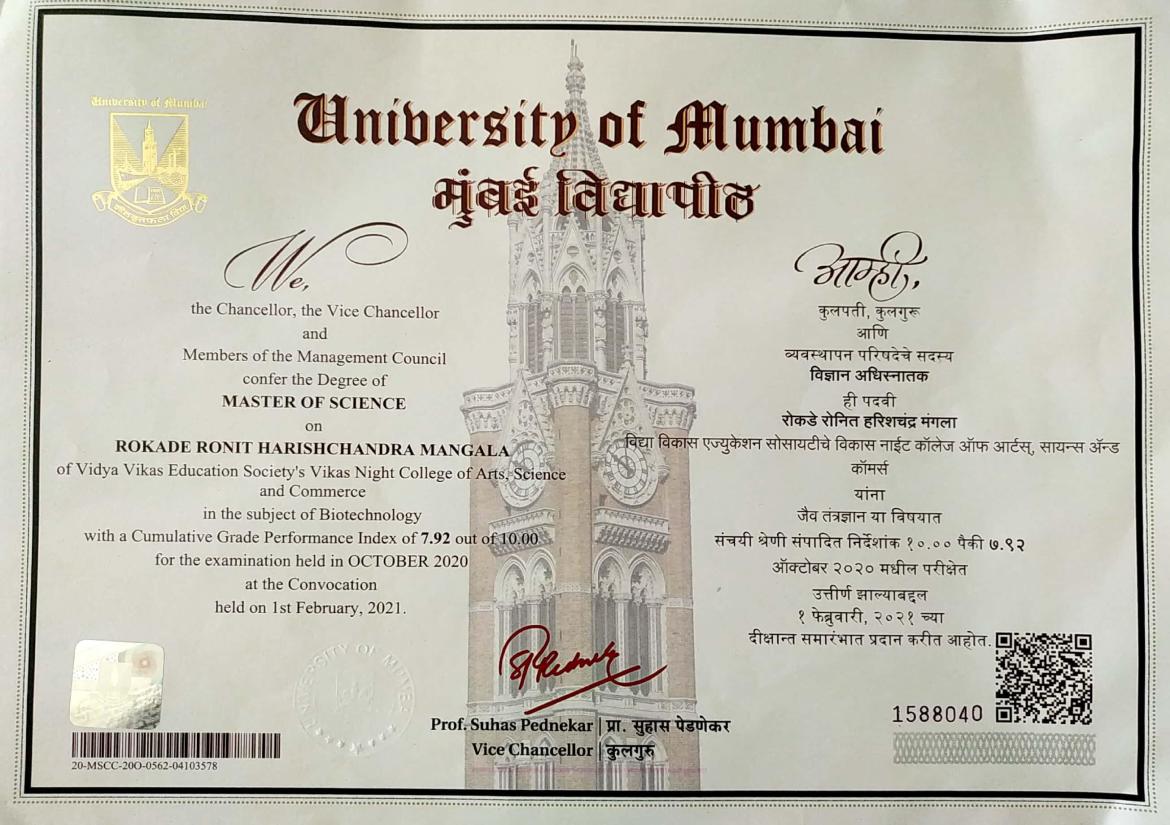 University of Mumbai
University of Mumbai
मुंबई विद्यापीठ
We,
the Chancellor, the Vice Chancellor
and
Members of the Management Council
confer the Degree of
MASTER OF SCIENCE
on
ROKADE RONIT HARISHCHANDRA MANGALA
of Vidya Vikas Education Society's Vikas Night College of Arts, Science
and Commerce
in the subject of Biotechnology
with a Cumulative Grade Performance Index of 7.92 out of 10.00
for the examination held in OCTOBER 2020
at the Convocation
held on 1st February, 2021.
आम्ही,
कुलपती, कुलगुरू
आणि
व्यवस्थापन परिषदेचे सदस्य
विज्ञान अधिस्नातक
ही पदवी
रोकडे रोनित हरिशचंद्र मंगला
विद्या विकास एज्युकेशन सोसायटीचे विकास नाईट कॉलेज ऑफ आर्टस्, सायन्स ॲन्ड
कॉमर्स
यांना
जैव तंत्रज्ञान या विषयात
संचयी श्रेणी संपादित निर्देशांक १०.०० पैकी ७.९२
ऑक्टोबर २०२० मधील परीक्षेत
उत्तीर्ण झाल्याबद्दल
१ फेब्रुवारी, २०२१ च्या
दीक्षान्त समारंभात प्रदान करीत आहोत.
Prof. Suhas Pednekar | प्रा. सुहास पेडणेकर
Vice Chancellor | कुलगुरु
1588040
20-MSCC-20O-0562-04103578